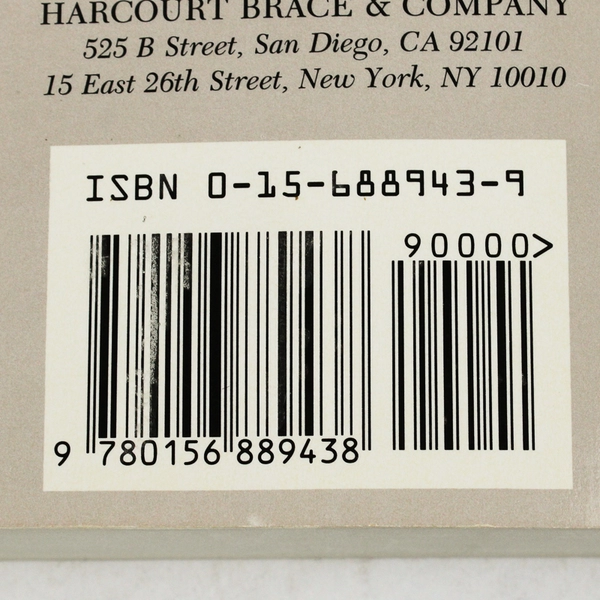 HARCOURT BRACE & COMPANY
525 B Street, San Diego, CA 92101
15 East 26th Street, New York, NY 10010
ISBN 0-15-688943-9
90000>
9 780156 889438